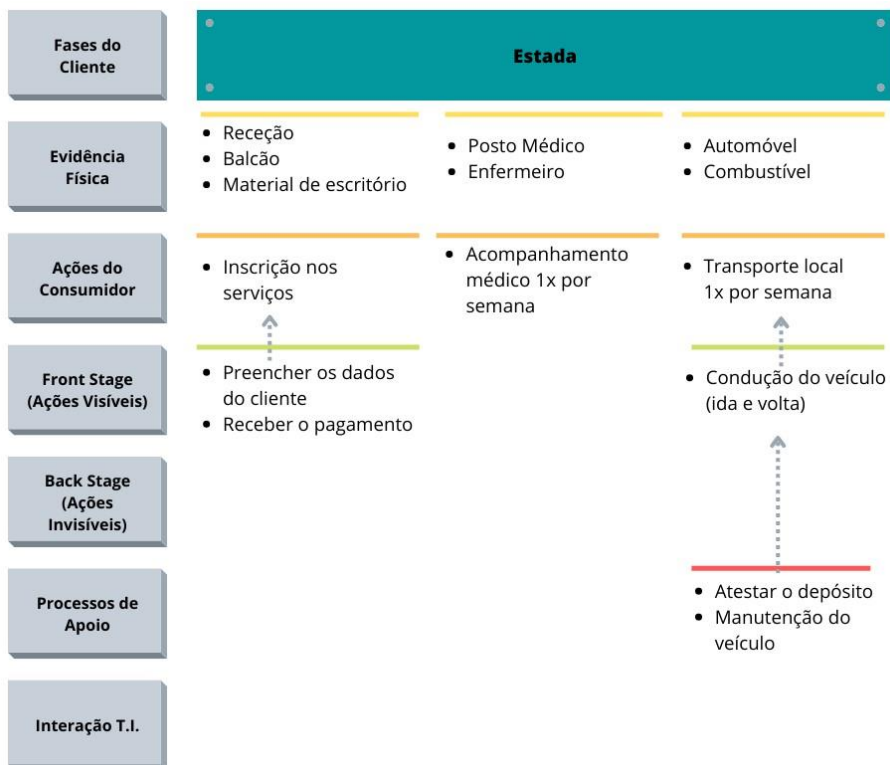 Fases do
Cliente
Estada
Evidência
Física
• Receção
• Balcão
• Material de escritório
• Posto Médico
• Enfermeiro
• Automóvel
• Combustível
Ações do
Consumidor
• Inscrição nos
serviços
• Acompanhamento
médico 1x por
semana
• Transporte local
1x por semana
Front Stage
(Ações Visíveis)
• Preencher os dados
do cliente
• Receber o pagamento
• Condução do veículo
(ida e volta)
Back Stage
(Ações
Invisíveis)
Processos de
Apoio
• Atestar o depósito
• Manutenção do
veículo
Interação T.I.